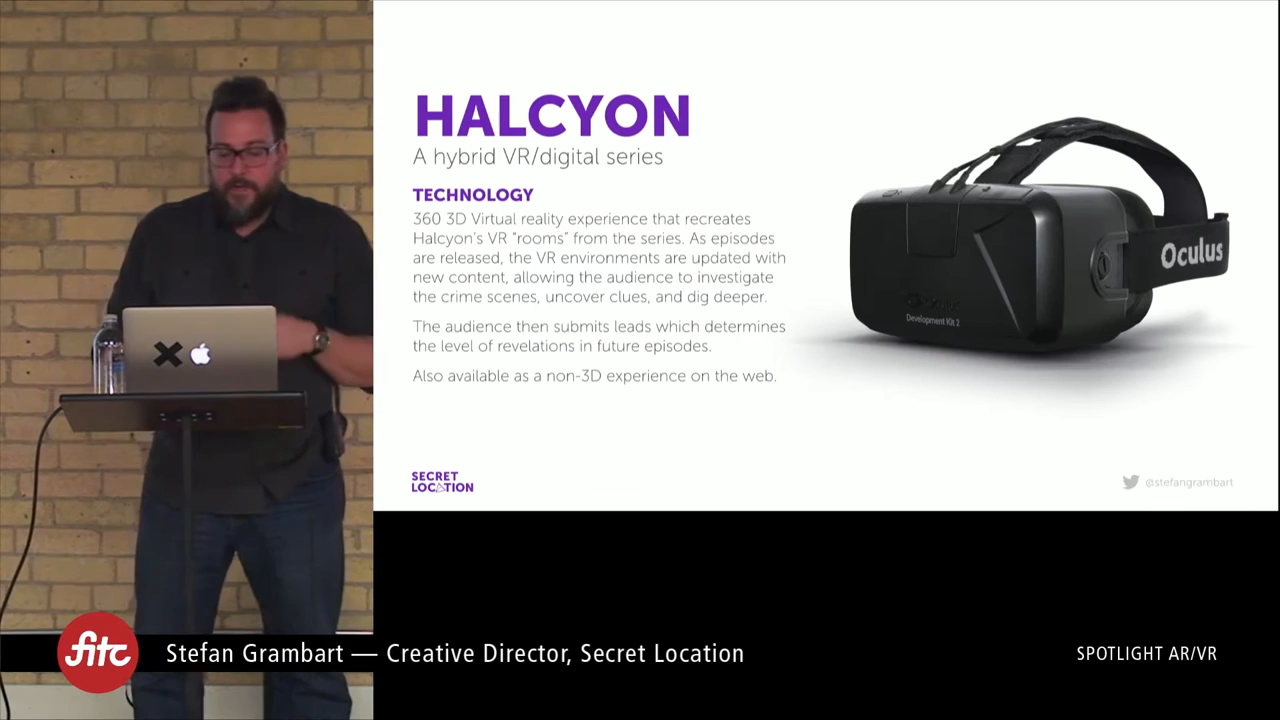 HALCYON
A hybrid VR/digital series
TECHNOLOGY
360 3D Virtual reality experience that recreates
Halcyon's VR "rooms" from the series. As episodes
are released, the VR environments are updated with
new content, allowing the audience to investigate
the crime scenes, uncover clues, and dig deeper.
The audience then submits leads which determines
the level of revelations in future episodes.
Also available as a non-3D experience on the web.
Oculus
Development Kit 2
SECRET
LOCATION
@stefangrambart
fitc
Stefan Grambart — Creative Director, Secret Location
SPOTLIGHT AR/VR